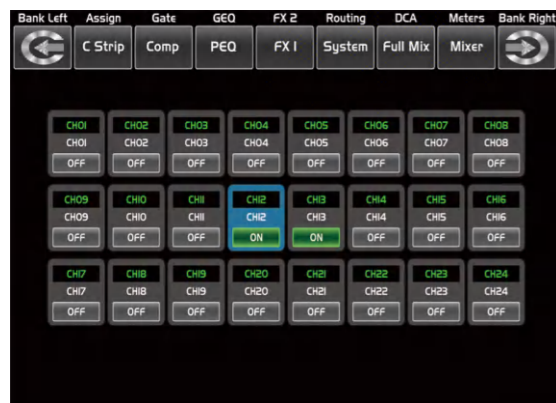 Bank Left Assign Gate GEQ FX 2 Routing DCA Meters Bank Right
C Strip Comp PEQ FX 1 System Full Mix Mixer
CH01 CH02 CH03 CH04 CH05 CH06 CH07 CH08
CH01 CH02 CH03 CH04 CH05 CH06 CH07 CH08
OFF OFF OFF OFF OFF OFF OFF OFF
CH09 CH10 CH11 CH12 CH13 CH14 CH15 CH16
CH09 CH10 CH11 CH12 CH13 CH14 CH15 CH16
OFF OFF OFF ON ON OFF OFF OFF
CH17 CH18 CH19 CH20 CH21 CH22 CH23 CH24
CH17 CH18 CH19 CH20 CH21 CH22 CH23 CH24
OFF OFF OFF OFF OFF OFF OFF OFF